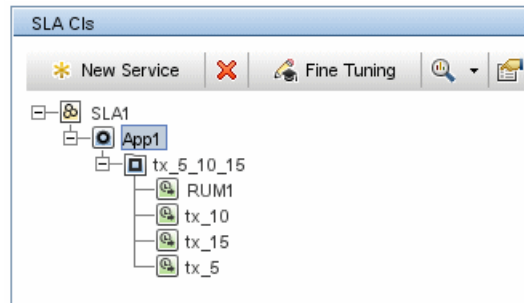 SLA CIs
New Service Fine Tuning
SLA1
App1
tx_5_10_15
RUM1
tx_10
tx_15
tx_5